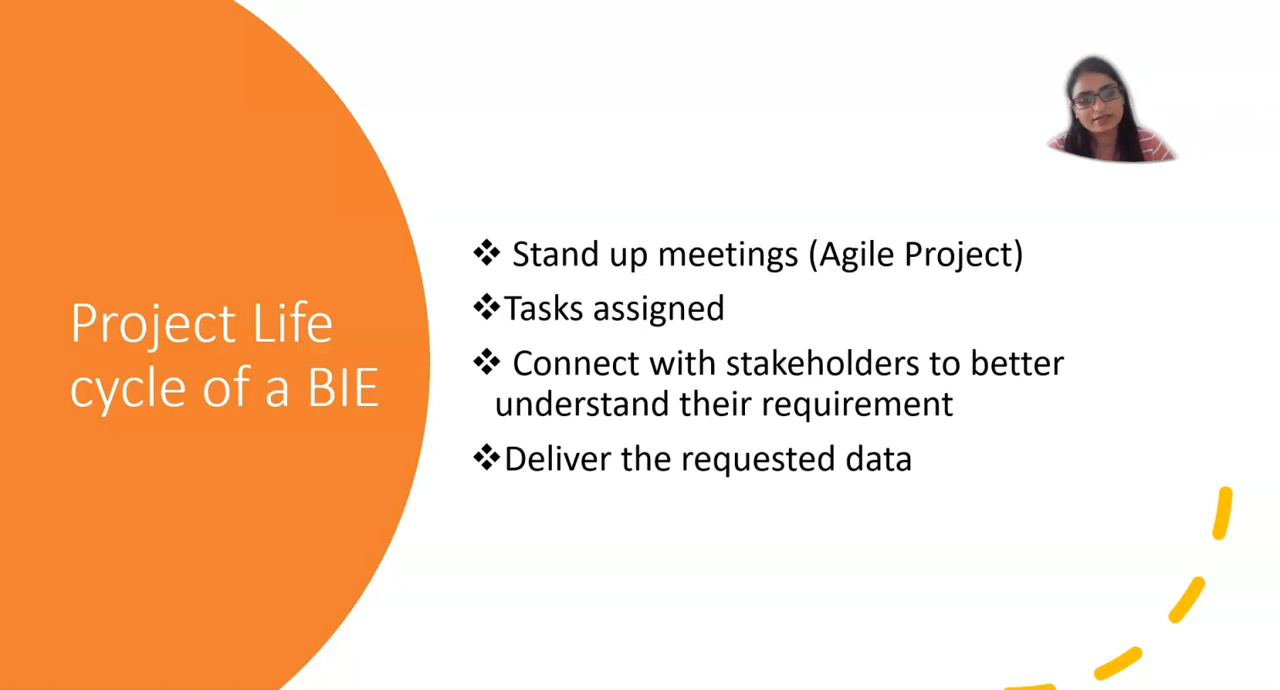 Project Life
cycle of a BIE
❖ Stand up meetings (Agile Project)
❖Tasks assigned
❖ Connect with stakeholders to better
understand their requirement
❖Deliver the requested data